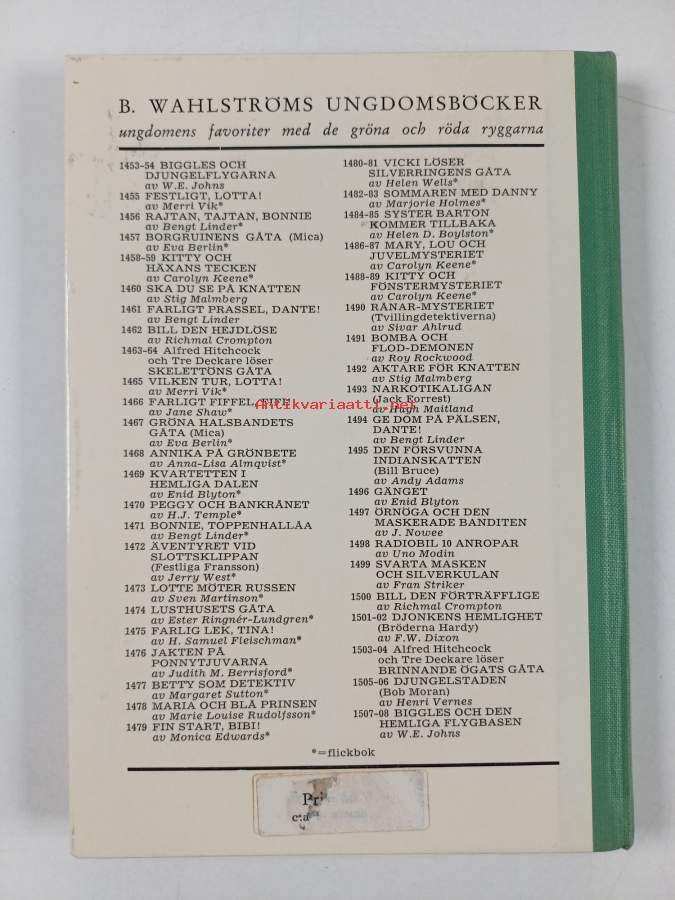 B. WAHLSTRÖMS UNGDOMSBÖCKER
ungdomens favoriter med de gröna och röda ryggarna
1453-54 BIGGLES OCH
DJUNGELFLYGARNA
av W.E. Johns
1455 FESTLIGT, LOTTA!
av Merri Vik*
1456 RAJTAN, TAJTAN, BONNIE
av Bengt Linder*
1457 BORGRUINENS GÅTA (Mica)
av Eva Berlin*
1458-59 KITTY OCH
HÄXANS TECKEN
av Carolyn Keene*
1460 SKA DU SE PÅ KNATTEN
av Stig Malmberg
1461 FARLIGT PRASSEL, DANTE!
av Bengt Linder
1462 BILL DEN HEJDLÖSE
av Richmal Crompton
1463-64 Alfred Hitchcock
och Tre Deckare löser
SKELETTÖNS GÅTA
1465 VILKEN TUR, LOTTA!
av Merri Vik*
1466 FARLIGT FIFFEL, FIFI!
av Jane Shaw*
1467 GRÖNA HALSBANDETS
GÅTA (Mica)
av Eva Berlin*
1468 ANNIKA PÅ GRÖNBETE
av Anna-Lisa Almqvist*
1469 KVARTETTEN I
HEMLIGA DALEN
av Enid Blyton*
1470 PEGGY OCH BANKRÅNET
av H.J. Temple*
1471 BONNIE, TOPPENHALLÅA
av Bengt Linder*
1472 ÄVENTYRET VID
SLOTTSKLIPPAN
(Festliga Fransson)
av Jerry West*
1473 LOTTE MÖTER RUSSEN
av Sven Martinson*
1474 LUSTHUSETS GÅTA
av Ester Ringnér-Lundgren*
1475 FARLIG LEK, TINA!
av H. Samuel Fleischman*
1476 JAKTEN PÅ
PONNYTJUVARNA
av Judith M. Berrisford*
1477 BETTY SOM DETEKTIV
av Margaret Sutton*
1478 MARIA OCH BLÅ PRINSEN
av Marie Louise Rudolfsson*
1479 FIN START, BIBI!
av Monica Edwards*
1480-81 VICKI LÖSER
SILVERRINGENS GÅTA
av Helen Wells*
1482-83 SOMMAREN MED DANNY
av Marjorie Holmes*
1484-85 SYSTER BARTON
KOMMER TILLBAKA
av Helen D. Boylston*
1486-87 MARY, LOU OCH
JUVELMYSTERIET
av Carolyn Keene*
1488-89 KITTY OCH
FÖNSTERMYSTERIET
av Carolyn Keene*
1490 RÅNAR-MYSTERIET
(Tvillingdetektiverna)
av Sivar Ahlrud
1491 BOMBA OCH
FLOD-DEMONEN
av Roy Rockwood
1492 AKTARE FÖR KNATTEN
av Stig Malmberg
1493 NARKOTIKALIGAN
(Jack Forrest)
av Hugh Maitland
1494 GE DOM PÅ PÄLSEN,
DANTE!
av Bengt Linder
1495 DEN FÖRSVUNNA
INDIANSKATTEN
(Bill Bruce)
av Andy Adams
1496 GÄNGET
av Enid Blyton
1497 ÖRNÖGA OCH DEN
MASKERADE BANDITEN
av J. Nowee
1498 RADIOBIL 10 ANROPAR
av Uno Modin
1499 SVARTA MASKEN
OCH SILVERKULAN
av Fran Striker
1500 BILL DEN FÖRTRÄFFLIGE
av Richmal Crompton
1501-02 DJONKENS HEMLIGHET
(Bröderna Hardy)
av F.W. Dixon
1503-04 Alfred Hitchcock
och Tre Deckare löser
BRINNANDE ÖGATS GÅTA
1505-06 DJUNGELSTADEN
(Bob Moran)
av Henri Vernes
1507-08 BIGGLES OCH DEN
HEMLIGA FLYGBASEN
av W.E. Johns
*=flickbok
Antikvariaatti.net